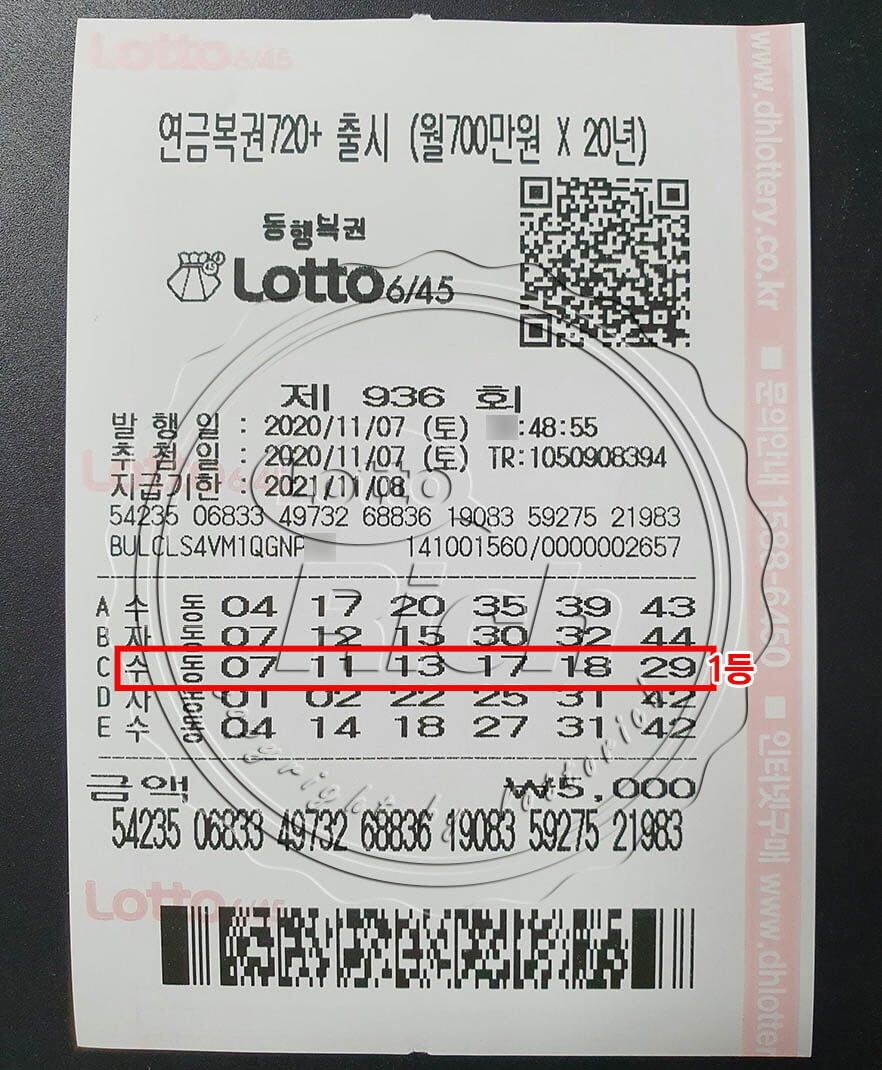 Lotto 6/45
연금복권720+ 출시 (월700만원 X 20년)
동행복권
Lotto 6/45
제 936 회
발 행 일 : 2020/11/07 (토) :48:55
추 첨 일 : 2020/11/07 (토) TR:1050908394
지급기한 : 2021/11/08
54235 06833 49732 68836 19083 59275 21983
BULCLS4VM1QGNP 141001560/0000002657
A 수 동 04 17 20 35 39 43
B 자 동 07 12 15 30 32 44
C 수 동 07 11 13 17 18 29 1등
D 자 동 01 02 22 25 31 42
E 수 동 04 14 18 27 31 42
금액 ₩5,000
54235 06833 49732 68836 19083 59275 21983
Lotto 6/45
www.dhlottery.co.kr ■ 문의안내 1588-6450 ■ 인터넷구매 www.dhlotter
Lotto
Rich